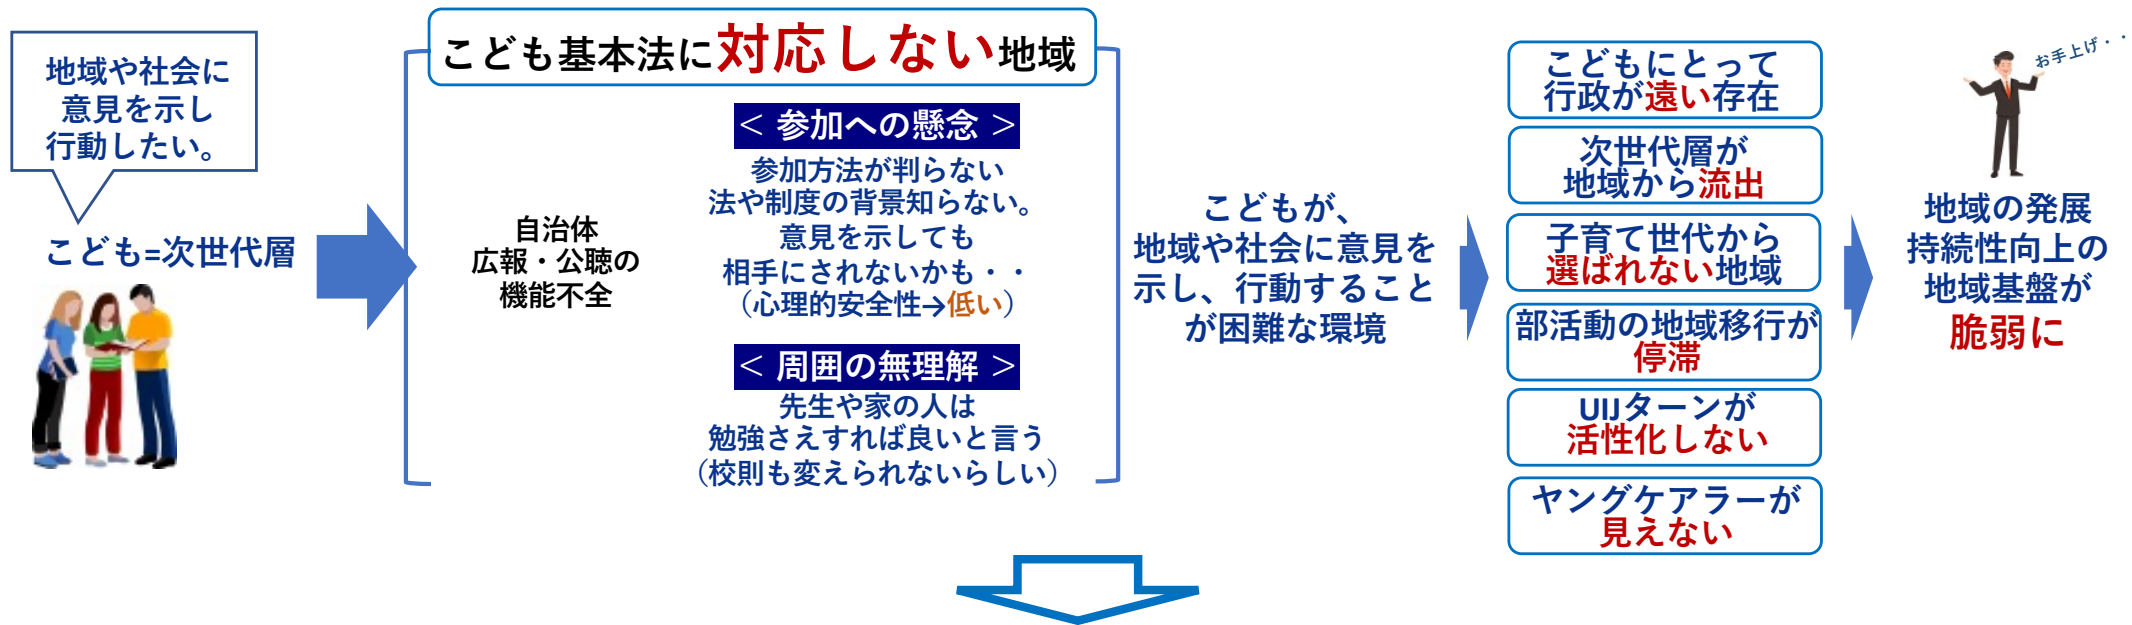 地域や社会に
意見を示し
行動したい。
こども=次世代層
こども基本法に対応しない地域
自治体
広報・公聴の
機能不全
＜ 参加への懸念 ＞
参加方法が判らない
法や制度の背景知らない。
意見を示しても
相手にされないかも・・
（心理的安全性→低い）
＜ 周囲の無理解 ＞
先生や家の人は
勉強さえすれば良いと言う
（校則も変えられないらしい）
こどもが、
地域や社会に意見を
示し、行動すること
が困難な環境
こどもにとって
行政が遠い存在
次世代層が
地域から流出
子育て世代から
選ばれない地域
部活動の地域移行が
停滞
UIJターンが
活性化しない
ヤングケアラーが
見えない
お手上げ・・
地域の発展
持続性向上の
地域基盤が
脆弱に